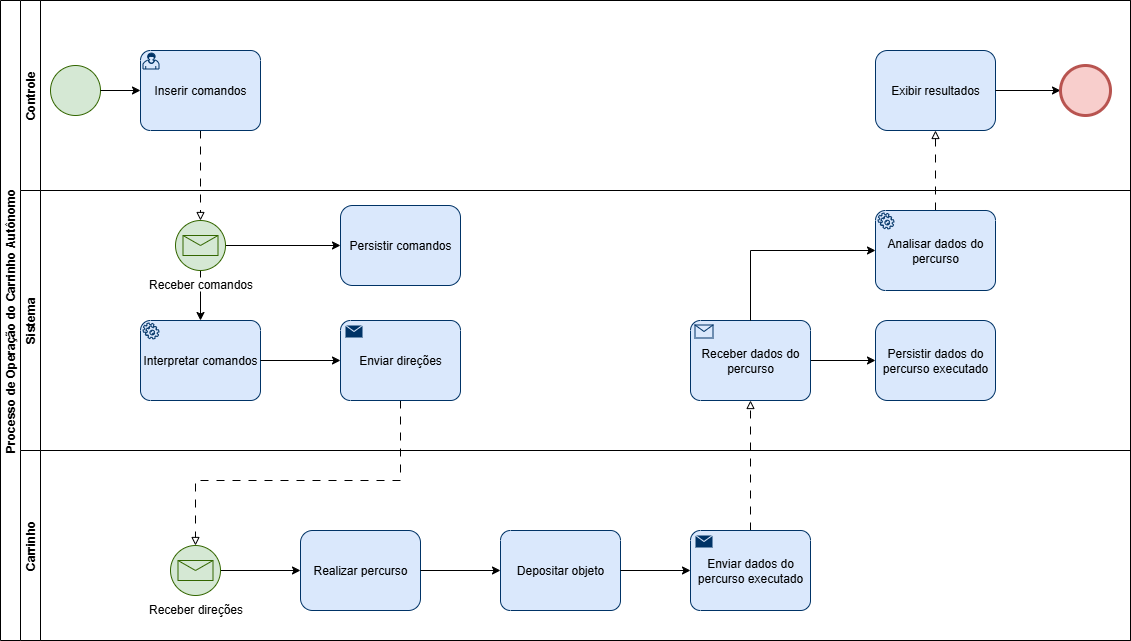 Processo de Operação do Carrinho Autônomo
Controle
Inserir comandos
Exibir resultados
Sistema
Receber comandos
Persistir comandos
Interpretar comandos
Enviar direções
Receber dados do
percurso
Analisar dados do
percurso
Persistir dados do
percurso executado
Carrinho
Receber direções
Realizar percurso
Depositar objeto
Enviar dados do
percurso executado